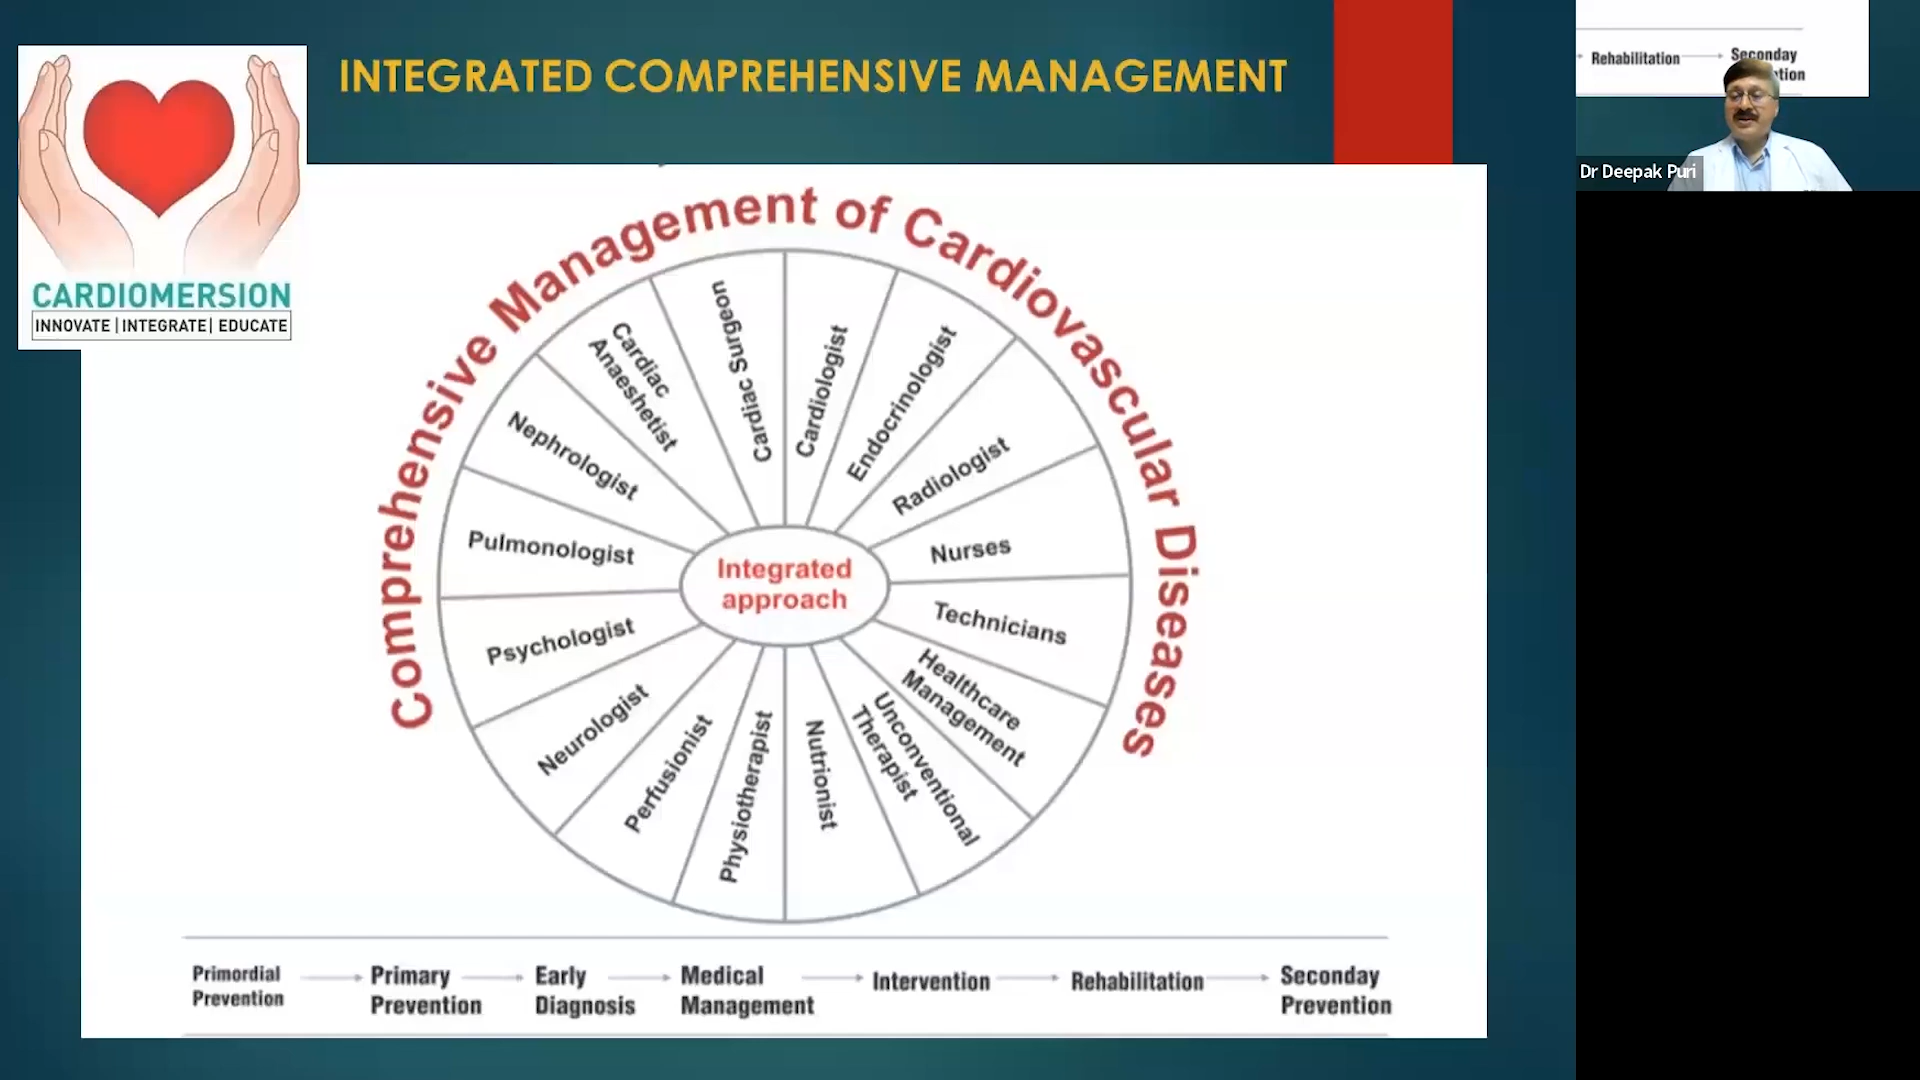 INTEGRATED COMPREHENSIVE MANAGEMENT
CARDIOMERSION
INNOVATE | INTEGRATE | EDUCATE
Comprehensive Management of Cardiovascular Diseases
Cardiologist
Endocrinologist
Radiologist
Nurses
Technicians
Healthcare
Management
Unconventional
Therapist
Nutrionist
Physiotherapist
Perfusionist
Neurologist
Psychologist
Pulmonologist
Nephrologist
Cardiac
Anaeshetist
Cardiac Surgeon
Integrated
approach
Primordial
Prevention
Primary
Prevention
Early
Diagnosis
Medical
Management
Intervention
Rehabilitation
Seconday
Prevention
Rehabilitation
Seconday
Dr Deepak Puri